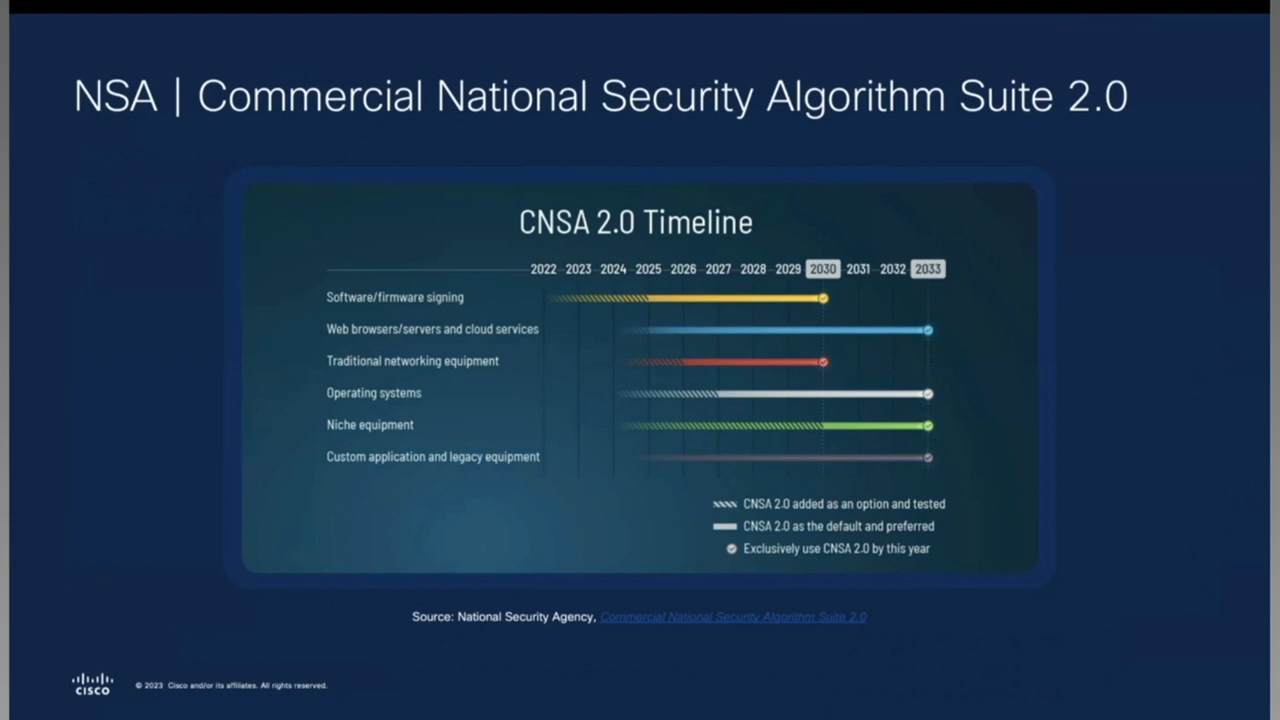 NSA | Commercial National Security Algorithm Suite 2.0
CNSA 2.0 Timeline
2022 2023 2024 2025 2026 2027 2028 2029 2030 2031 2032 2033
Software/firmware signing
Web browsers/servers and cloud services
Traditional networking equipment
Operating systems
Niche equipment
Custom application and legacy equipment
CNSA 2.0 added as an option and tested
CNSA 2.0 as the default and preferred
Exclusively use CNSA 2.0 by this year
Source: National Security Agency, Commercial National Security Algorithm Suite 2.0
CISCO
© 2023 Cisco and/or its affiliates. All rights reserved.